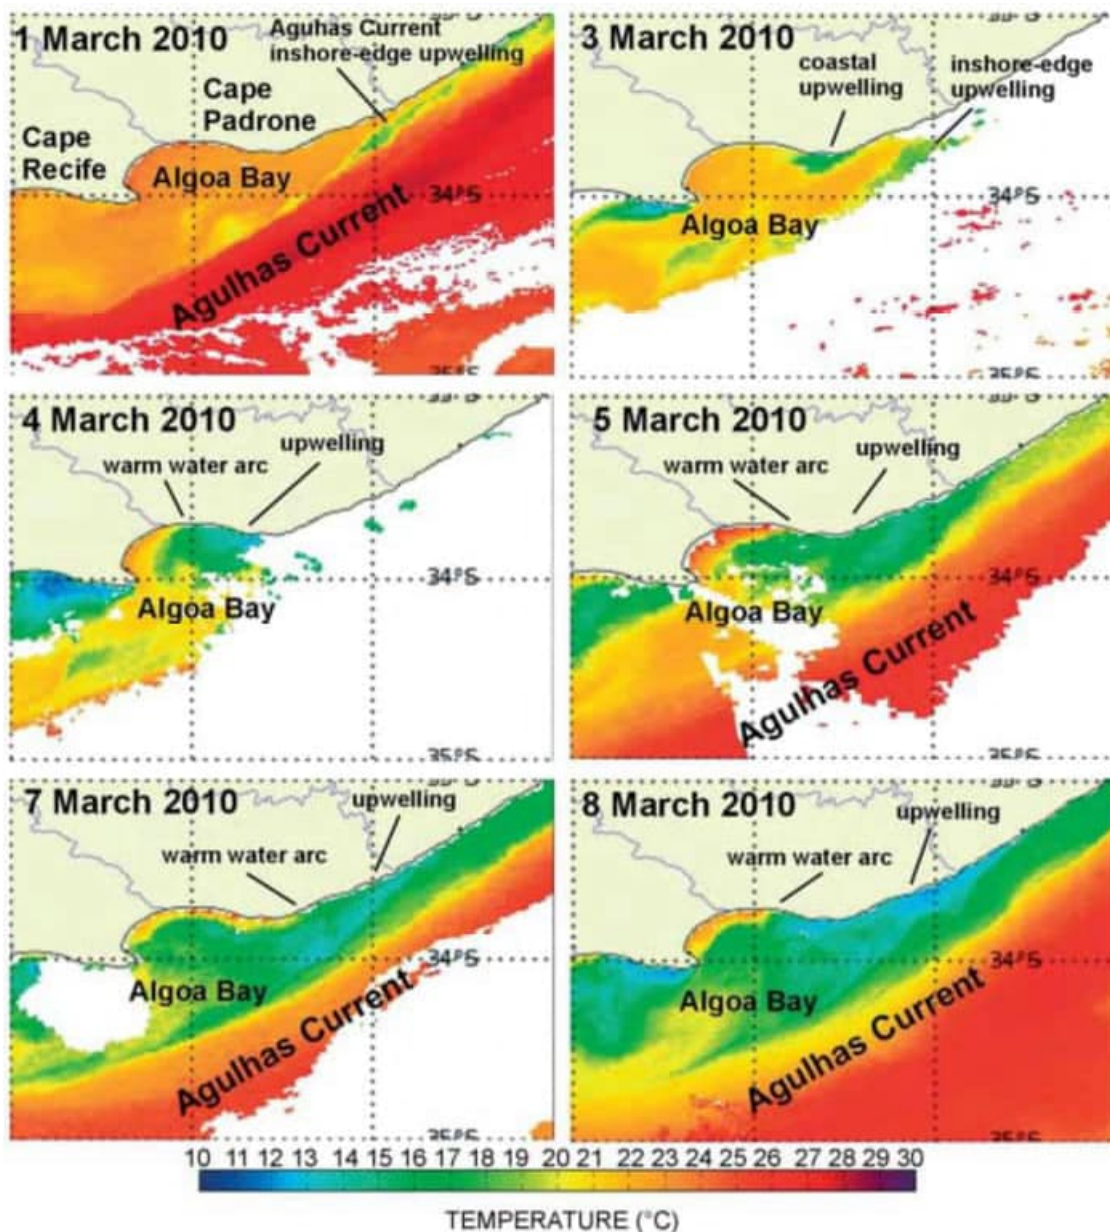 1 March 2010
Aguhas Current
inshore-edge upwelling
Cape
Padrone
Cape
Recife
Algoa Bay
34°S
Agulhas Current
3 March 2010
coastal
upwelling
inshore-edge
upwelling
34°S
Algoa Bay
35°S
4 March 2010
upwelling
warm water arc
34°S
Algoa Bay
35°S
5 March 2010
upwelling
warm water arc
34°S
Algoa Bay
Agulhas Current
35°S
7 March 2010
upwelling
warm water arc
34°S
Algoa Bay
Agulhas Current
35°S
8 March 2010
upwelling
warm water arc
34°S
Algoa Bay
Agulhas Current
35°S
10 11 12 13 14 15 16 17 18 19 20 21 22 23 24 25 26 27 28 29 30
TEMPERATURE (°C)